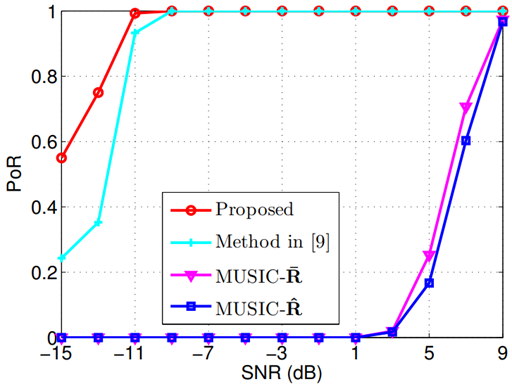 1
0.8
0.6
0.4
0.2
0
PoR
Proposed
Method in [9]
MUSIC-R̄
MUSIC-R̂
−15 −11 −7 −3 1 5 9
SNR (dB)